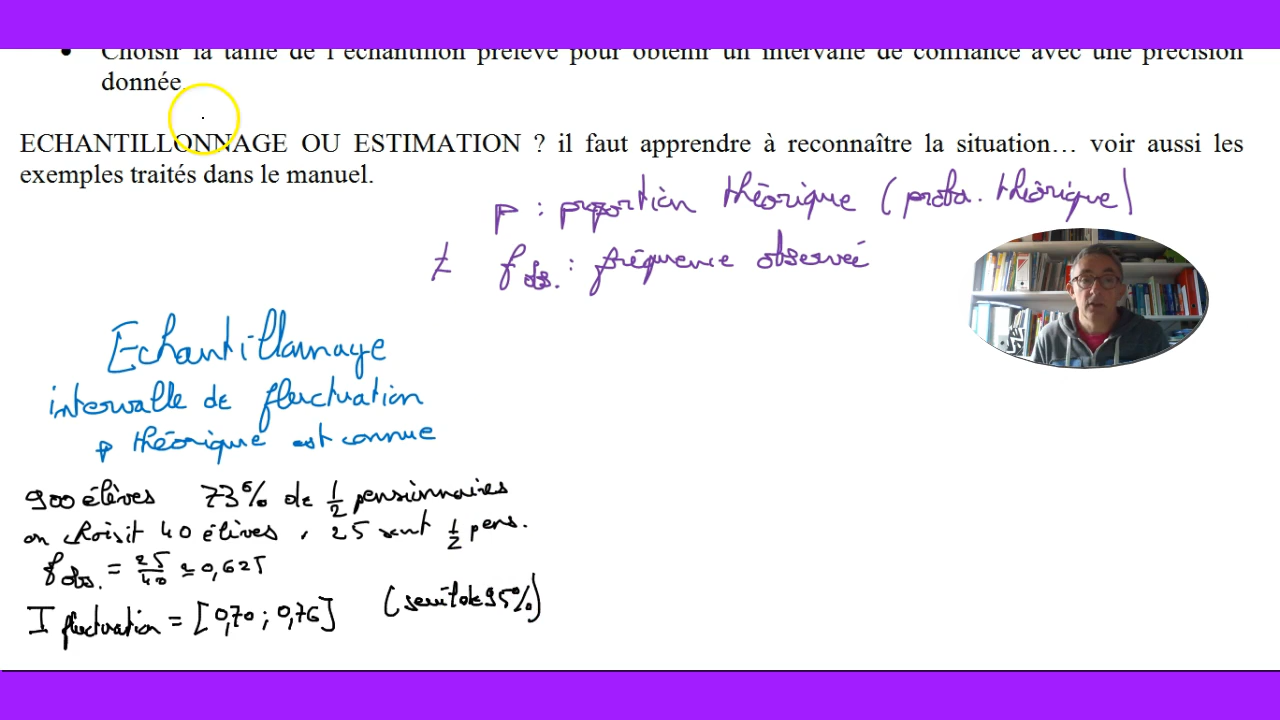 Choisir la taille de l'échantillon prélevé pour obtenir un intervalle de confiance avec une précision
donnée.
ECHANTILLONNAGE OU ESTIMATION ? il faut apprendre à reconnaître la situation… voir aussi les
exemples traités dans le manuel.
p : proportion théorique (proba. théorique)
≠ f obs. : fréquence observée
Echantillonnage
intervalle de fluctuation
p théorique est connue
900 élèves 73% de 1/2 pensionnaires
on choisit 40 élèves, 25 sont 1/2 pens.
f obs. = 25/40 ≃ 0,625
I fluctuation = [0,70 ; 0,76] (seuil de 95%)